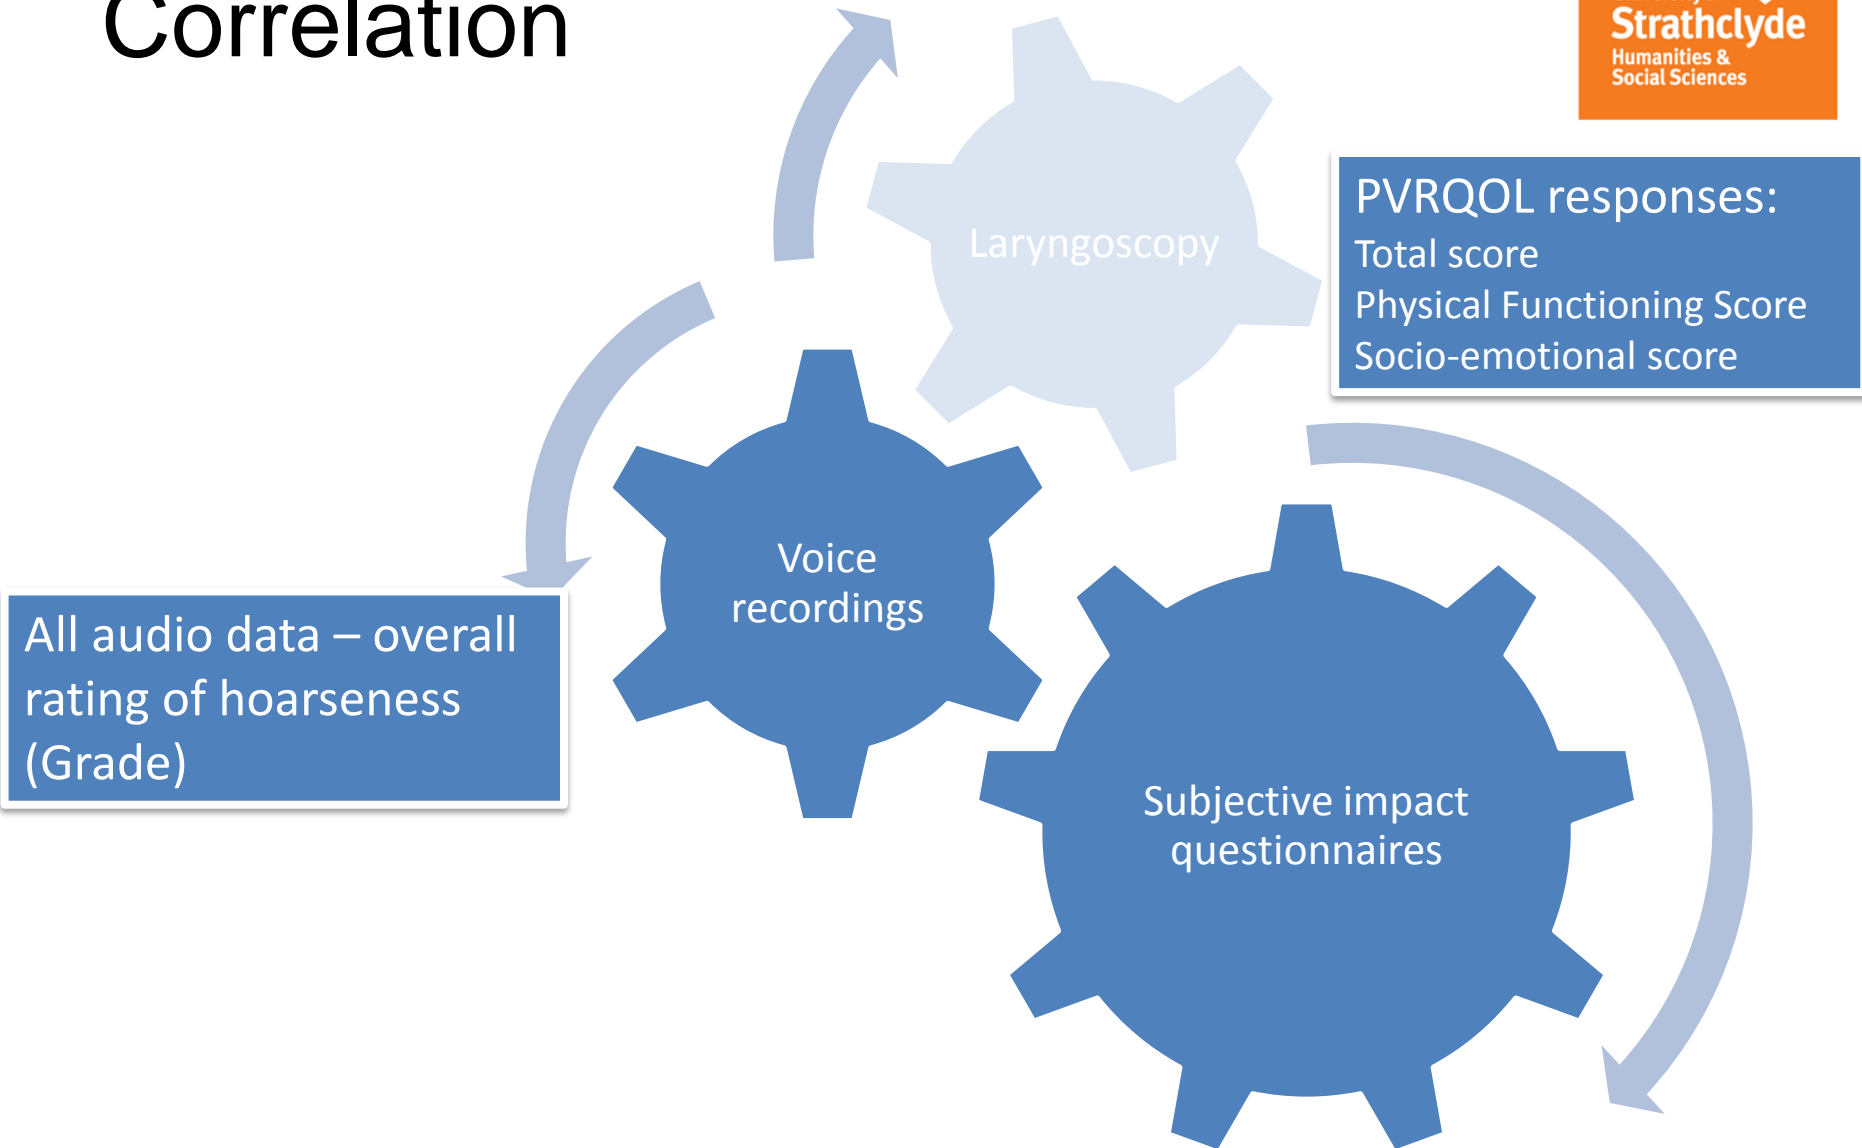 Correlation
Strathclyde
Humanities &
Social Sciences
Laryngoscopy
PVRQOL responses:
Total score
Physical Functioning Score
Socio-emotional score
Voice
recordings
All audio data – overall
rating of hoarseness
(Grade)
Subjective impact
questionnaires